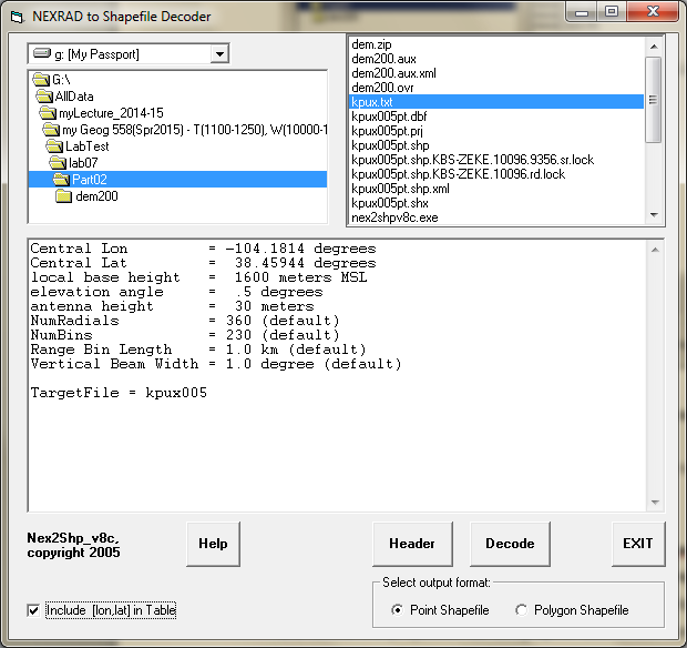 NEXRAD to Shapefile Decoder
g: [My Passport]
G:\
AllData
myLecture_2014-15
my Geog 558(Spr2015) - T(1100-1250), W(10000-1
LabTest
lab07
Part02
dem200
dem.zip
dem200.aux
dem200.aux.xml
dem200.ovr
kpux.txt
kpux005pt.dbf
kpux005pt.prj
kpux005pt.shp
kpux005pt.shp.KBS-ZEKE.10096.9356.sr.lock
kpux005pt.shp.KBS-ZEKE.10096.rd.lock
kpux005pt.shp.xml
kpux005pt.shx
nex2shpv8c.exe
Central Lon = -104.1814 degrees
Central Lat = 38.45944 degrees
local base height = 1600 meters MSL
elevation angle = .5 degrees
antenna height = 30 meters
NumRadials = 360 (default)
NumBins = 230 (default)
Range Bin Length = 1.0 km (default)
Vertical Beam Width = 1.0 degree (default)
TargetFile = kpux005
Nex2Shp_v8c,
copyright 2005
Help
Header
Decode
EXIT
Select output format:
Include [lon,lat] in Table
Point Shapefile
Polygon Shapefile